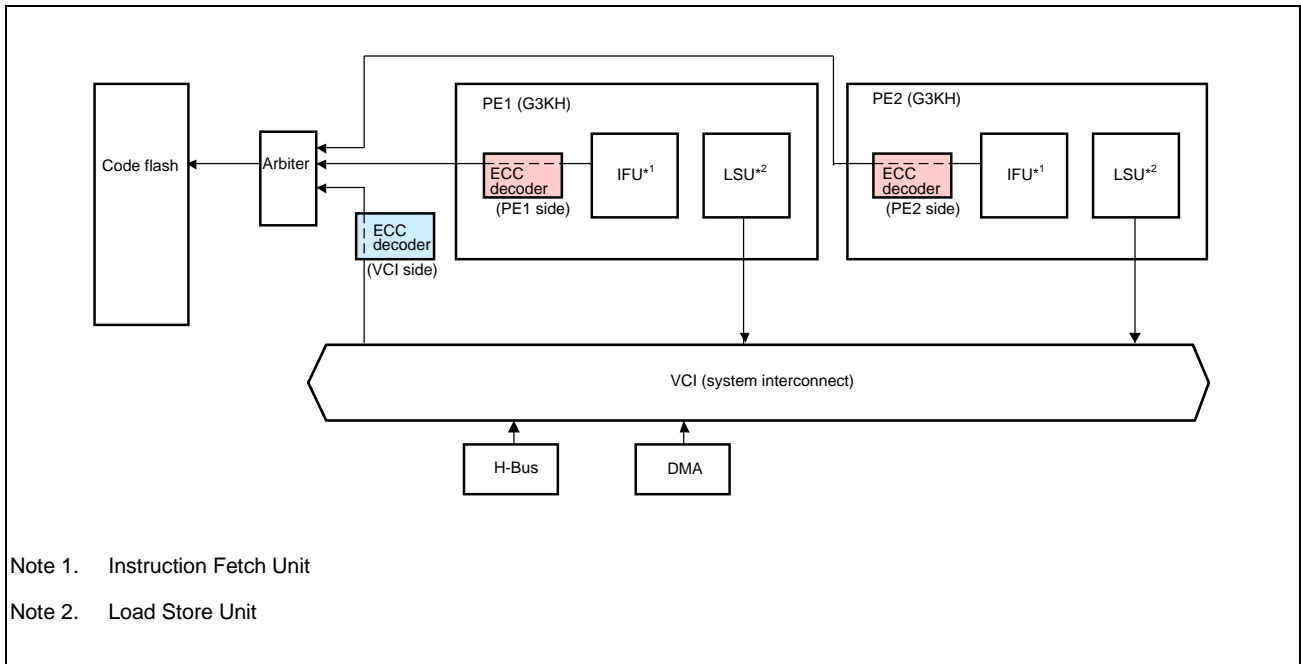 PE1 (G3KH)
PE2 (G3KH)
Code flash
Arbiter
ECC
decoder
(PE1 side)
IFU*1
LSU*2
ECC
decoder
(PE2 side)
IFU*1
LSU*2
ECC
decoder
(VCI side)
VCI (system interconnect)
H-Bus
DMA
Note 1. Instruction Fetch Unit
Note 2. Load Store Unit